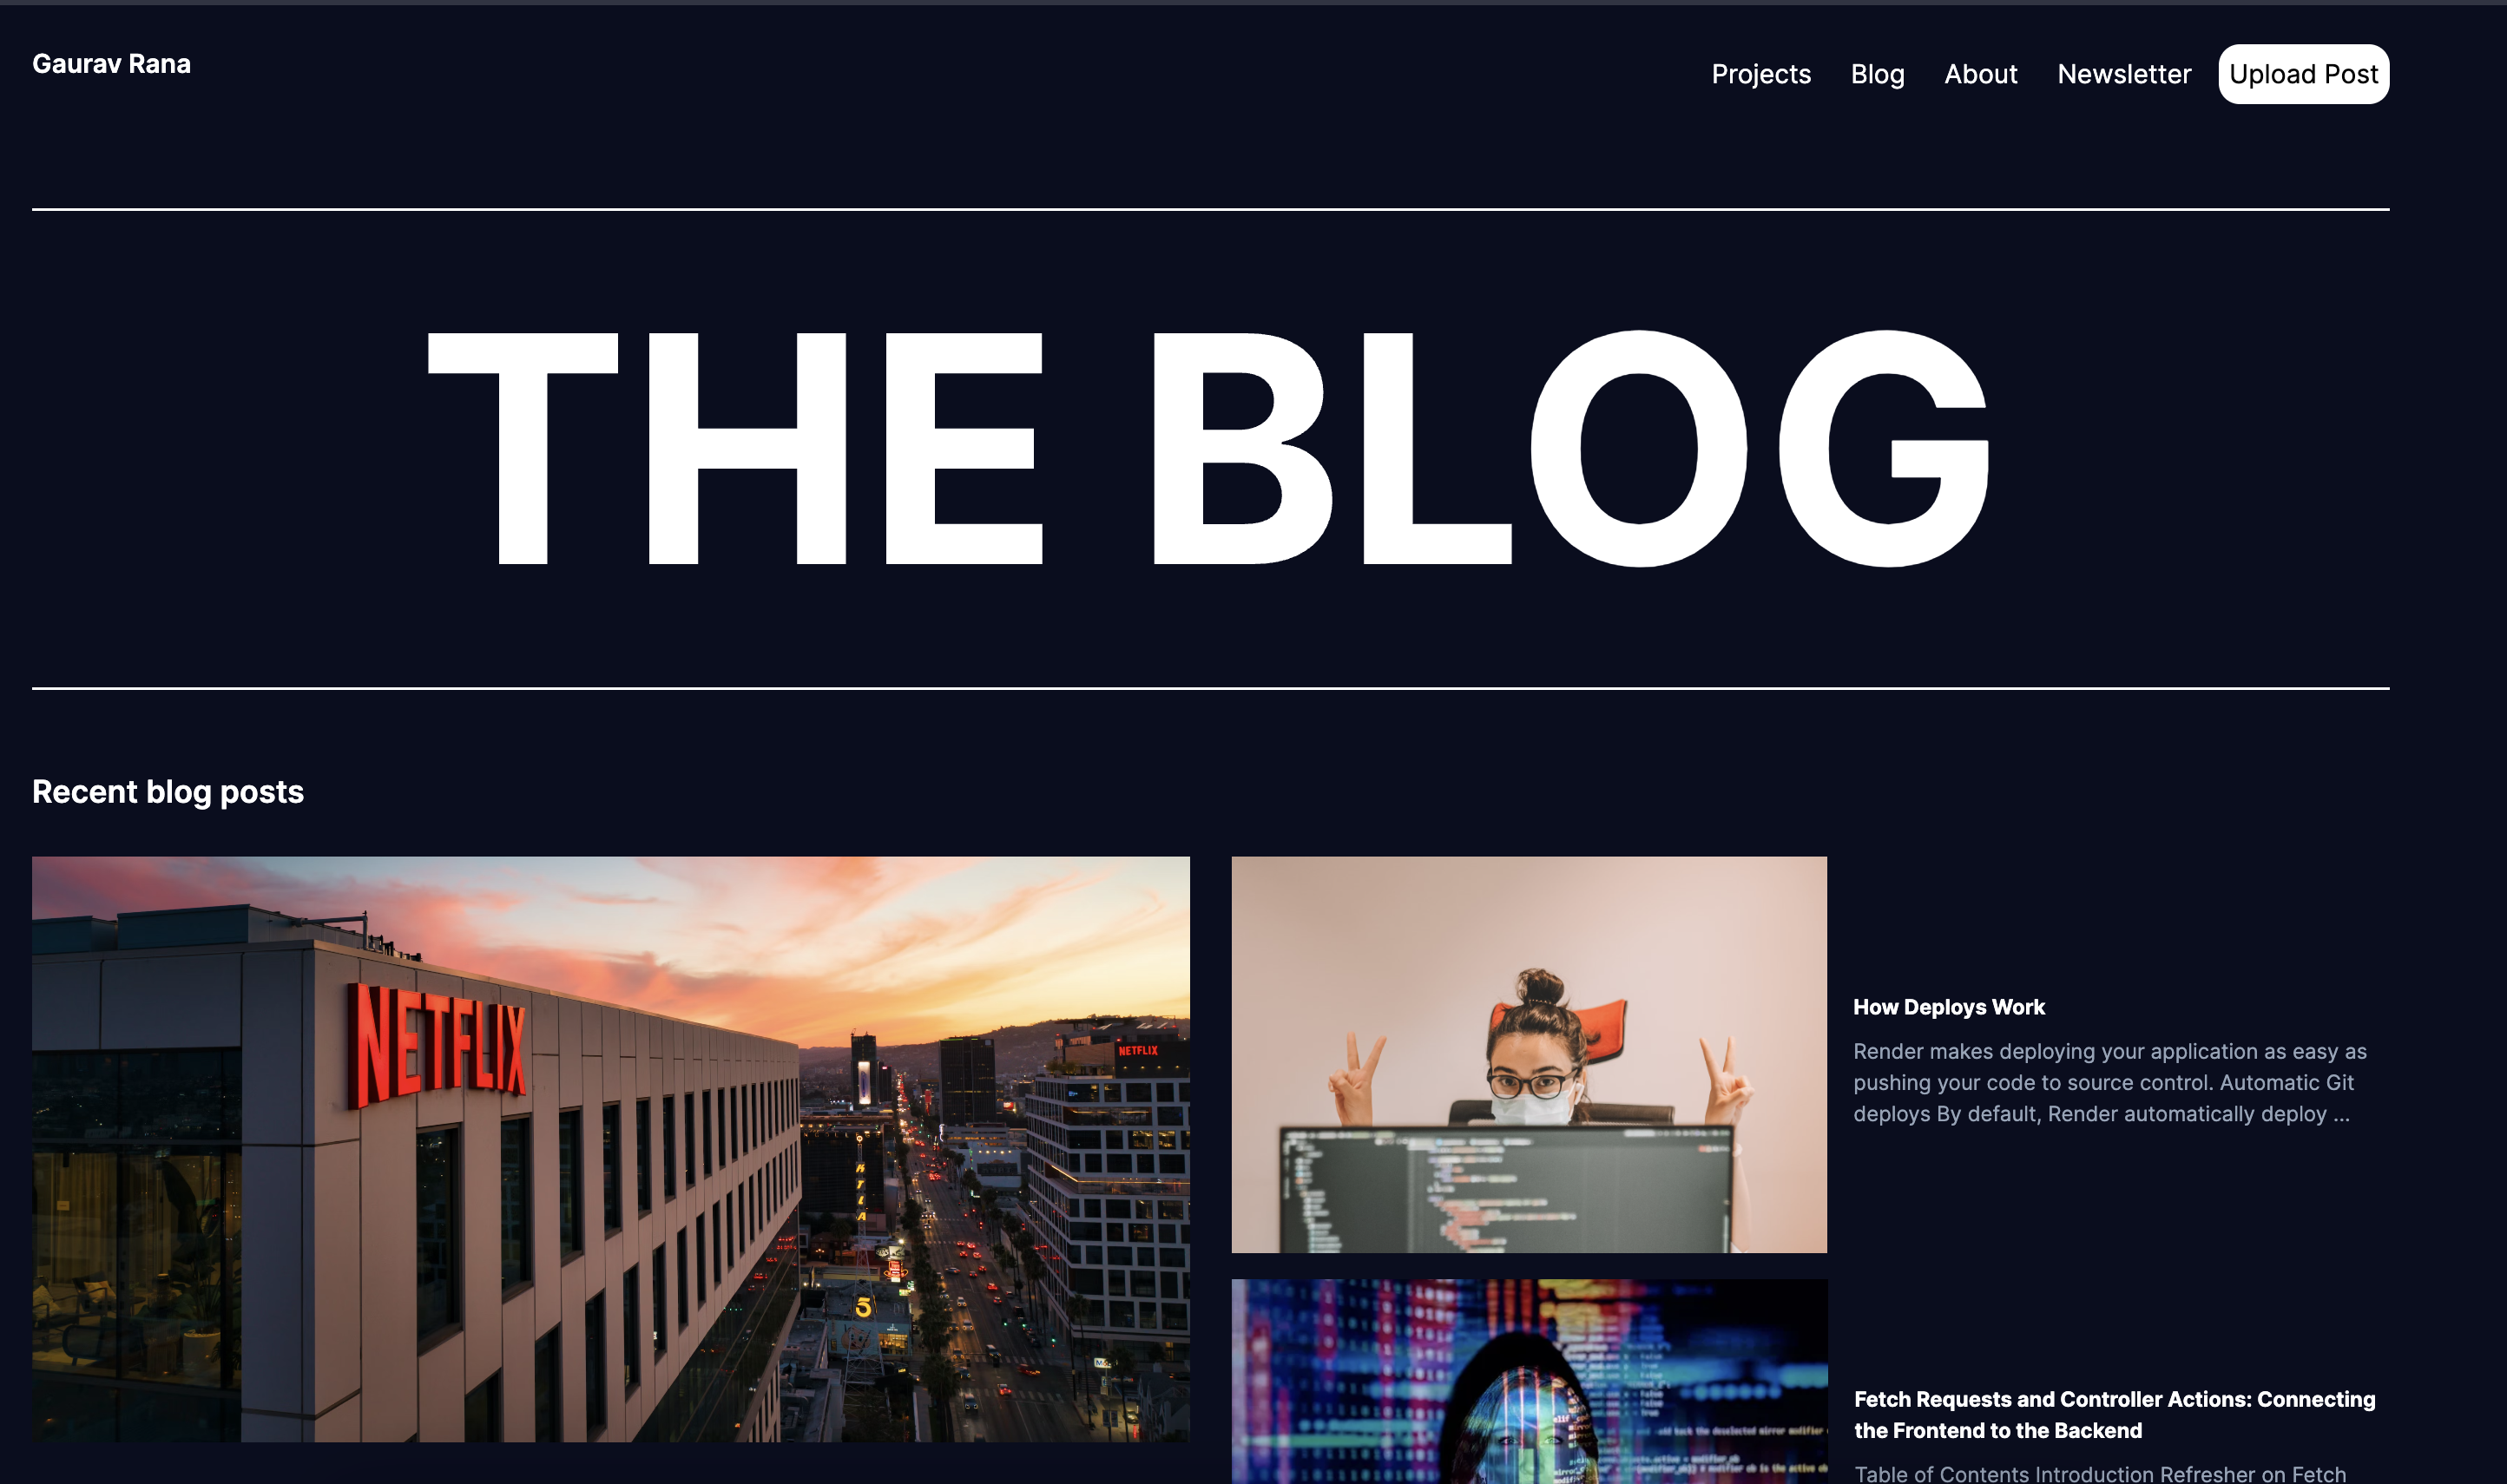 Gaurav Rana
Projects
Blog
About
Newsletter
Upload Post
THE BLOG
Recent blog posts
NETFLIX
NETFLIX
5
How Deploys Work
Render makes deploying your application as easy as
pushing your code to source control. Automatic Git
deploys By default, Render automatically deploy ...
Fetch Requests and Controller Actions: Connecting
the Frontend to the Backend
Table of Contents Introduction Refresher on Fetch